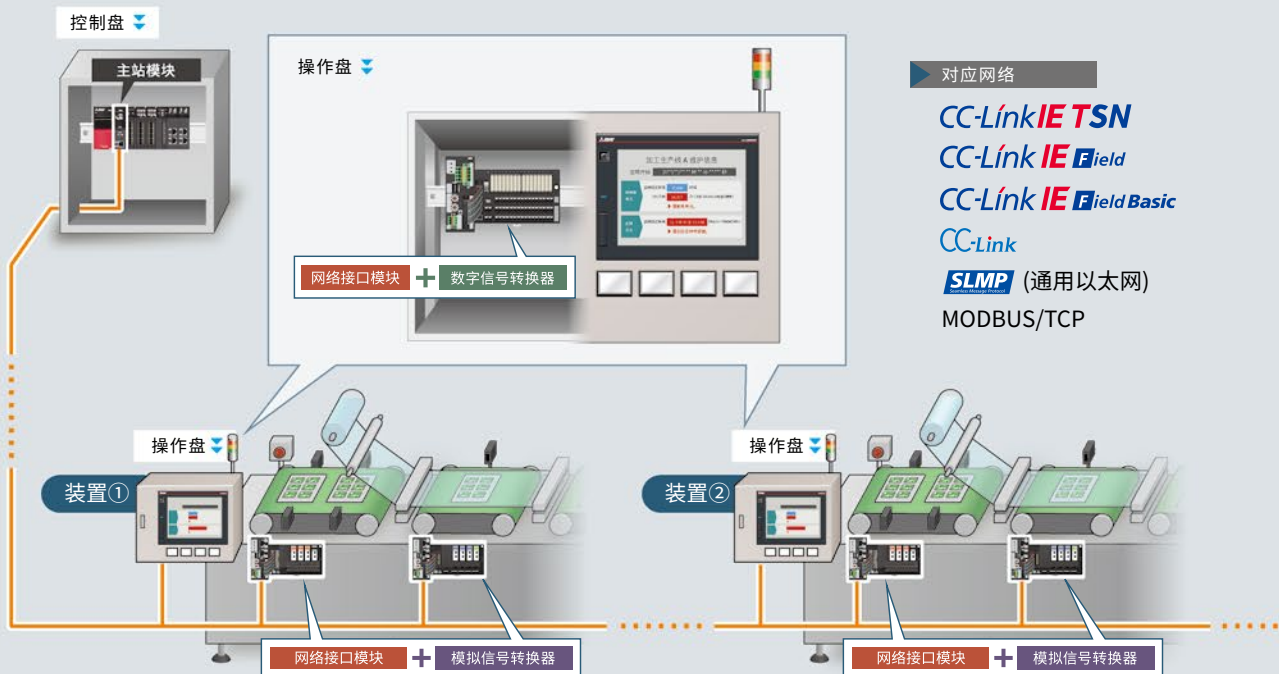 控制盘
主站模块
操作盘
加工生产线 A 维护信息
网络接口模块 + 数字信号转换器
对应网络
CC-Link IE TSN
CC-Link IE Field
CC-Link IE Field Basic
CC-Link
SLMP (通用以太网)
Seamless Message Protocol
MODBUS/TCP
操作盘
装置①
网络接口模块 + 模拟信号转换器
操作盘
装置②
网络接口模块 + 模拟信号转换器